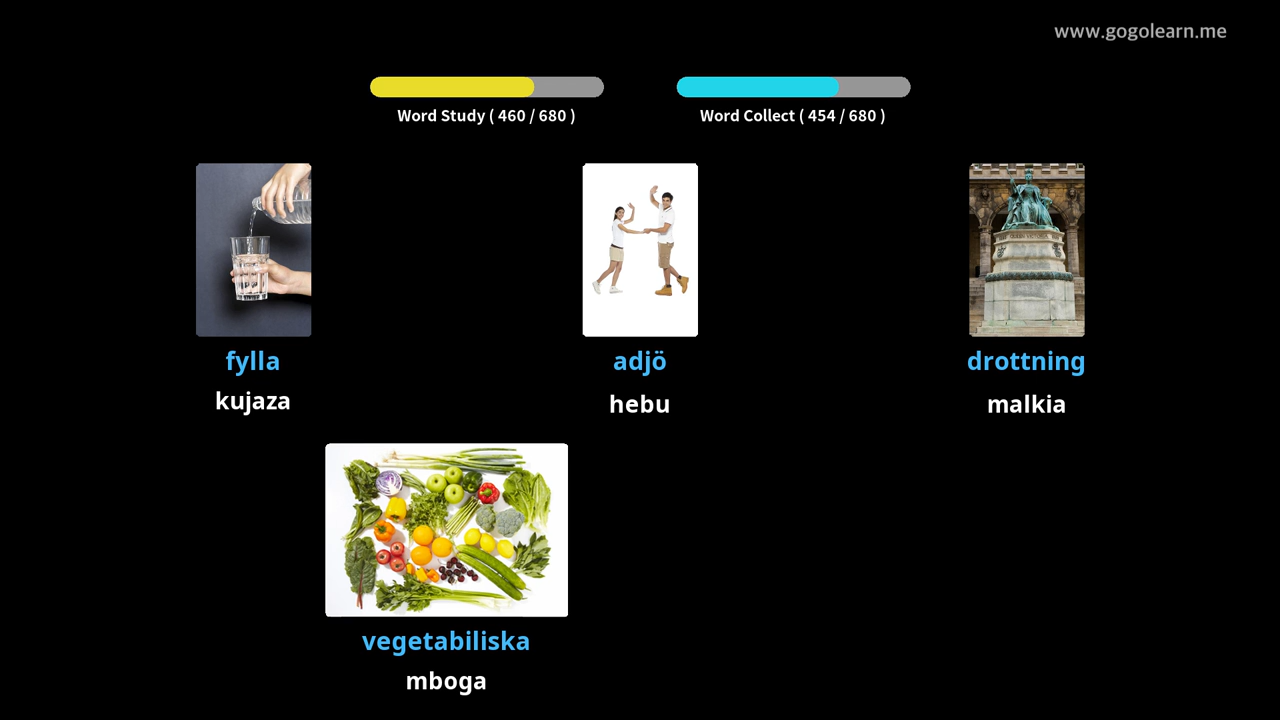 www.gogolearn.me
Word Study ( 460 / 680 )
Word Collect ( 454 / 680 )
fylla
kujaza
adjö
hebu
drottning
malkia
vegetabiliska
mboga